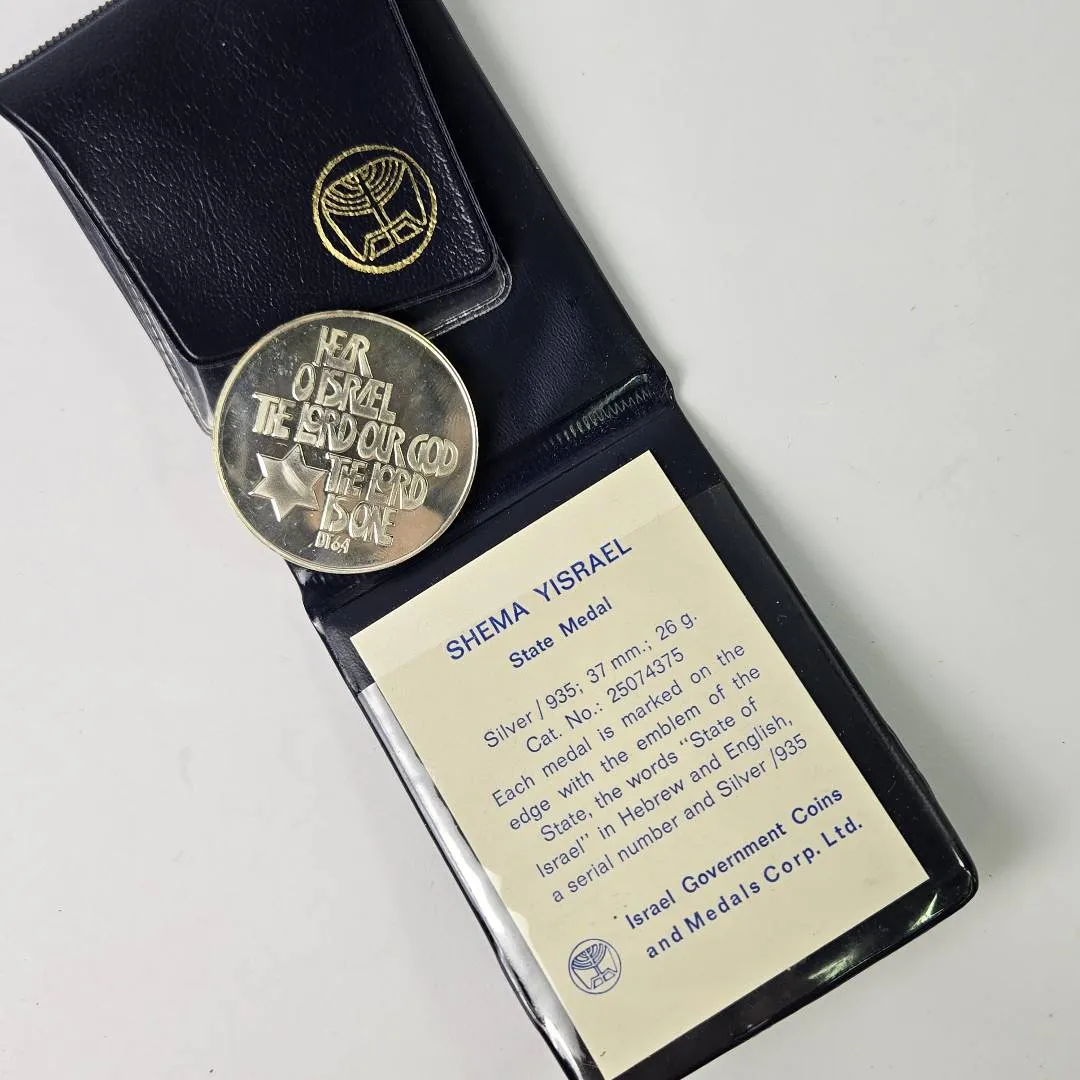 HEAR
O ISRAEL
THE LORD OUR GOD
THE LORD
IS ONE
SHEMA YISRAEL
State Medal
Silver / 935; 37 mm.; 26 g.
Cat. No.: 25074375
Each medal is marked on the
edge with the emblem of the
State, the words "State of
Israel" in Hebrew and English,
a serial number and Silver /935
Israel Government Coins
and Medals Corp. Ltd.